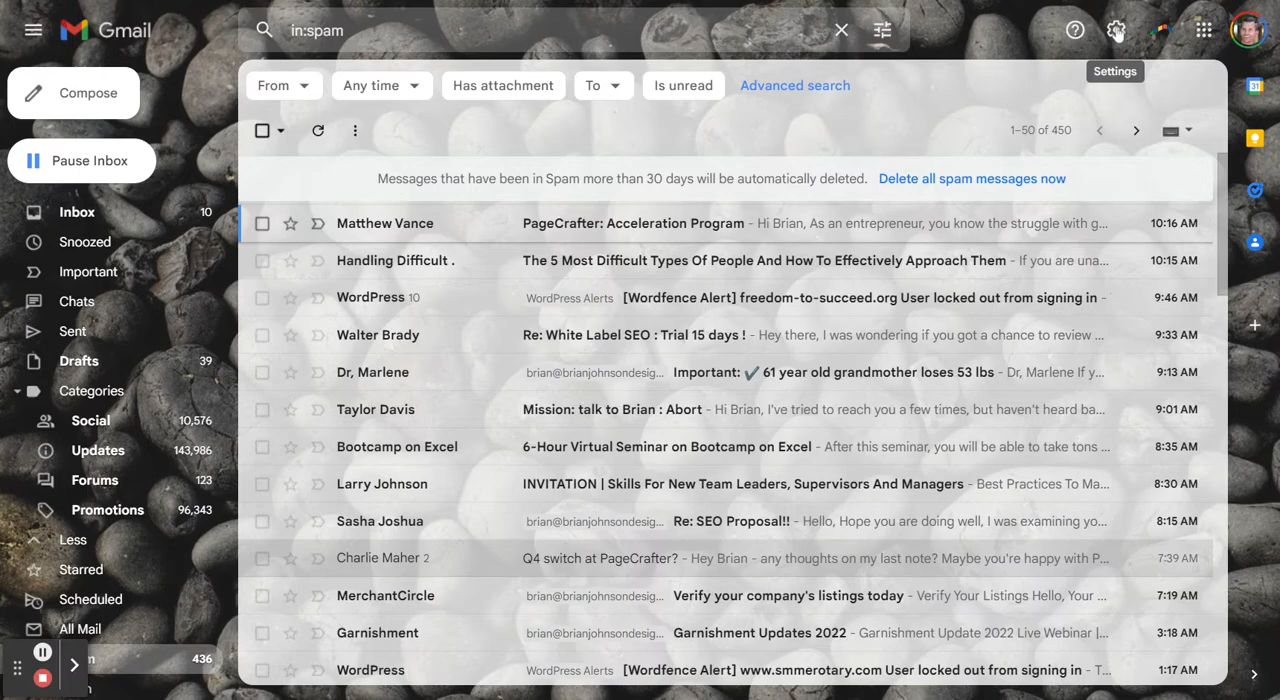 Gmail
in:spam
Settings
Compose
Pause Inbox
Inbox 10
Snoozed
Important
Chats
Sent
Drafts 39
Categories
Social 10,576
Updates 143,986
Forums 123
Promotions 96,343
Less
Starred
Scheduled
All Mail
436
From Any time Has attachment To Is unread Advanced search
1–50 of 450
Messages that have been in Spam more than 30 days will be automatically deleted. Delete all spam messages now
Matthew Vance PageCrafter: Acceleration Program - Hi Brian, As an entrepreneur, you know the struggle with g... 10:16 AM
Handling Difficult . The 5 Most Difficult Types Of People And How To Effectively Approach Them - If you are una... 10:15 AM
WordPress 10 WordPress Alerts [Wordfence Alert] freedom-to-succeed.org User locked out from signing in - 9:46 AM
Walter Brady Re: White Label SEO : Trial 15 days ! - Hey there, I was wondering if you got a chance to review ... 9:33 AM
Dr, Marlene brian@brianjohnsondesig... Important: ✔ 61 year old grandmother loses 53 lbs - Dr, Marlene If y... 9:13 AM
Taylor Davis Mission: talk to Brian : Abort - Hi Brian, I've tried to reach you a few times, but haven't heard ba... 9:01 AM
Bootcamp on Excel 6-Hour Virtual Seminar on Bootcamp on Excel - After this seminar, you will be able to take tons ... 8:35 AM
Larry Johnson INVITATION | Skills For New Team Leaders, Supervisors And Managers - Best Practices To Ma... 8:30 AM
Sasha Joshua brian@brianjohnsondesig... Re: SEO Proposal!! - Hello, Hope you are doing well, I was examining yo... 8:15 AM
Charlie Maher 2 Q4 switch at PageCrafter? - Hey Brian - any thoughts on my last note? Maybe you're happy with P... 7:39 AM
MerchantCircle brian@brianjohnsondesig... Verify your company's listings today - Verify Your Listings Hello, Your ... 7:19 AM
Garnishment brian@brianjohnsondesig... Garnishment Updates 2022 - Garnishment Update 2022 Live Webinar |... 3:18 AM
WordPress WordPress Alerts [Wordfence Alert] www.smmerotary.com User locked out from signing in - T... 1:17 AM
31